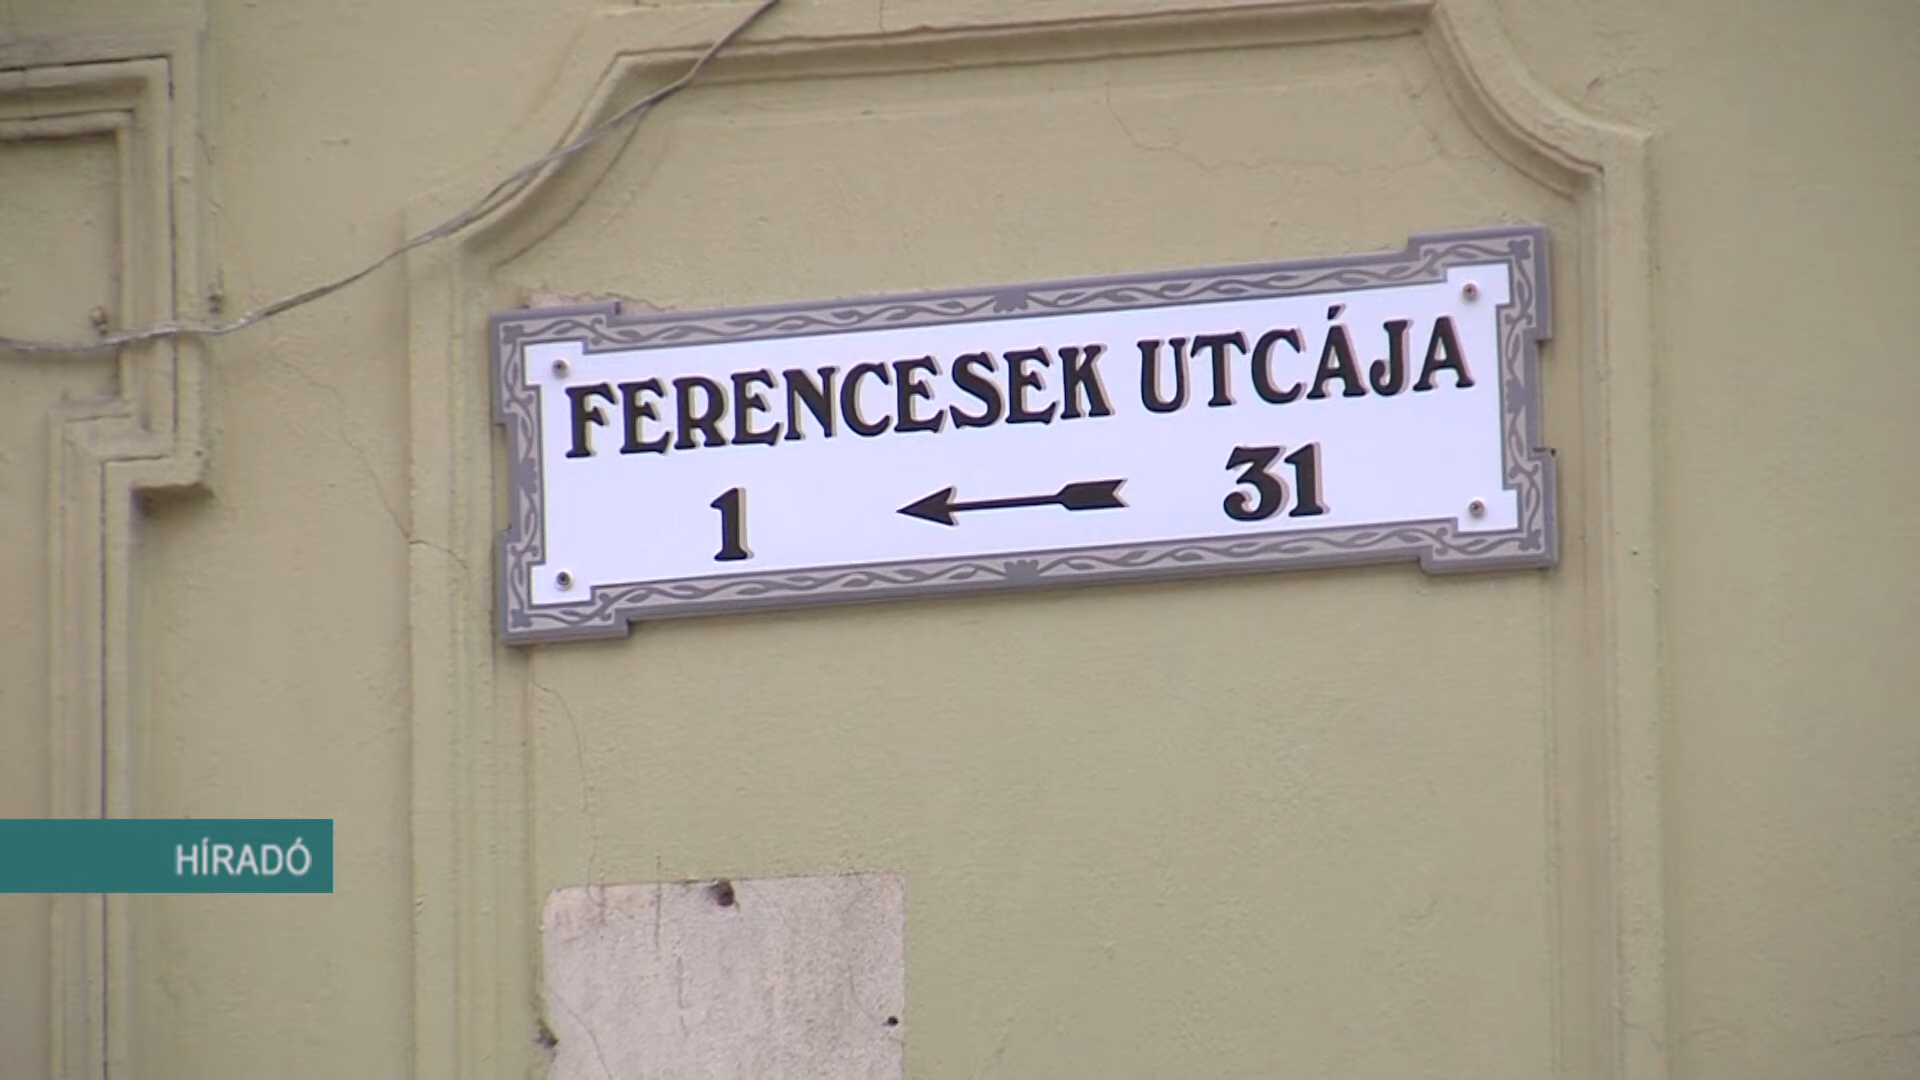 FERENCESEK UTCÁJA
1 ← 31
HÍRADÓ